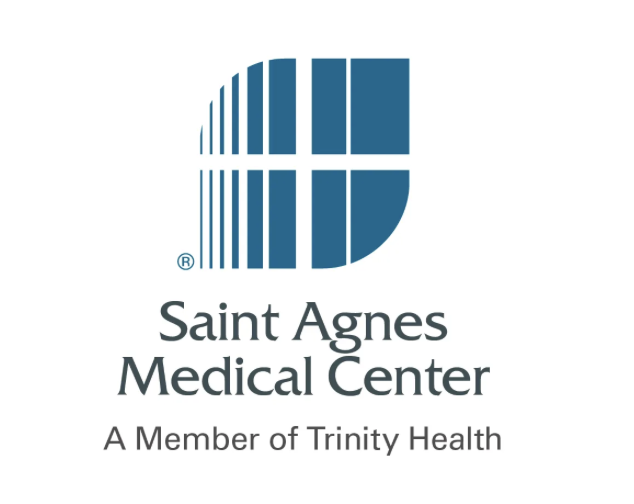 ®
Saint Agnes
Medical Center
A Member of Trinity Health